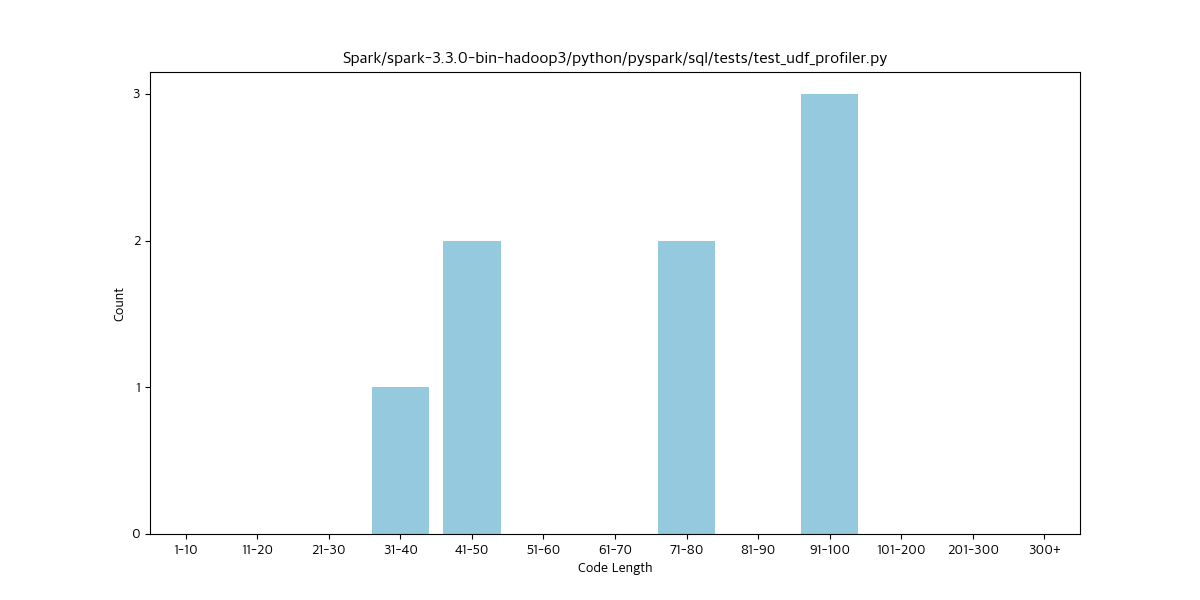 Spark/spark-3.3.0-bin-hadoop3/python/pyspark/sql/tests/test_udf_profiler.py
3
2
1
0
Count
1-10 11-20 21-30 31-40 41-50 51-60 61-70 71-80 81-90 91-100 101-200 201-300 300+
Code Length